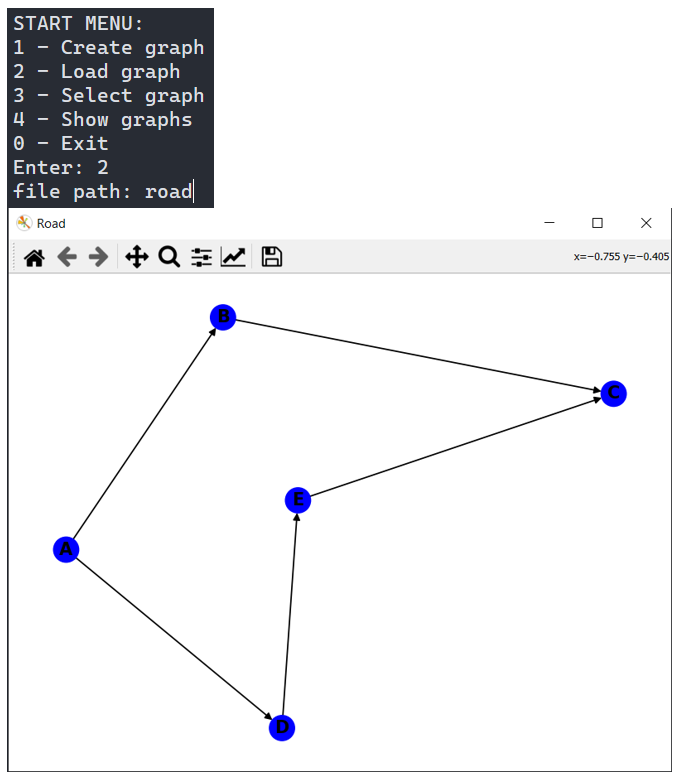 START MENU:
1 - Create graph
2 - Load graph
3 - Select graph
4 - Show graphs
0 - Exit
Enter: 2
file path: road
Road
x=−0.755 y=−0.405
B
C
E
A
D